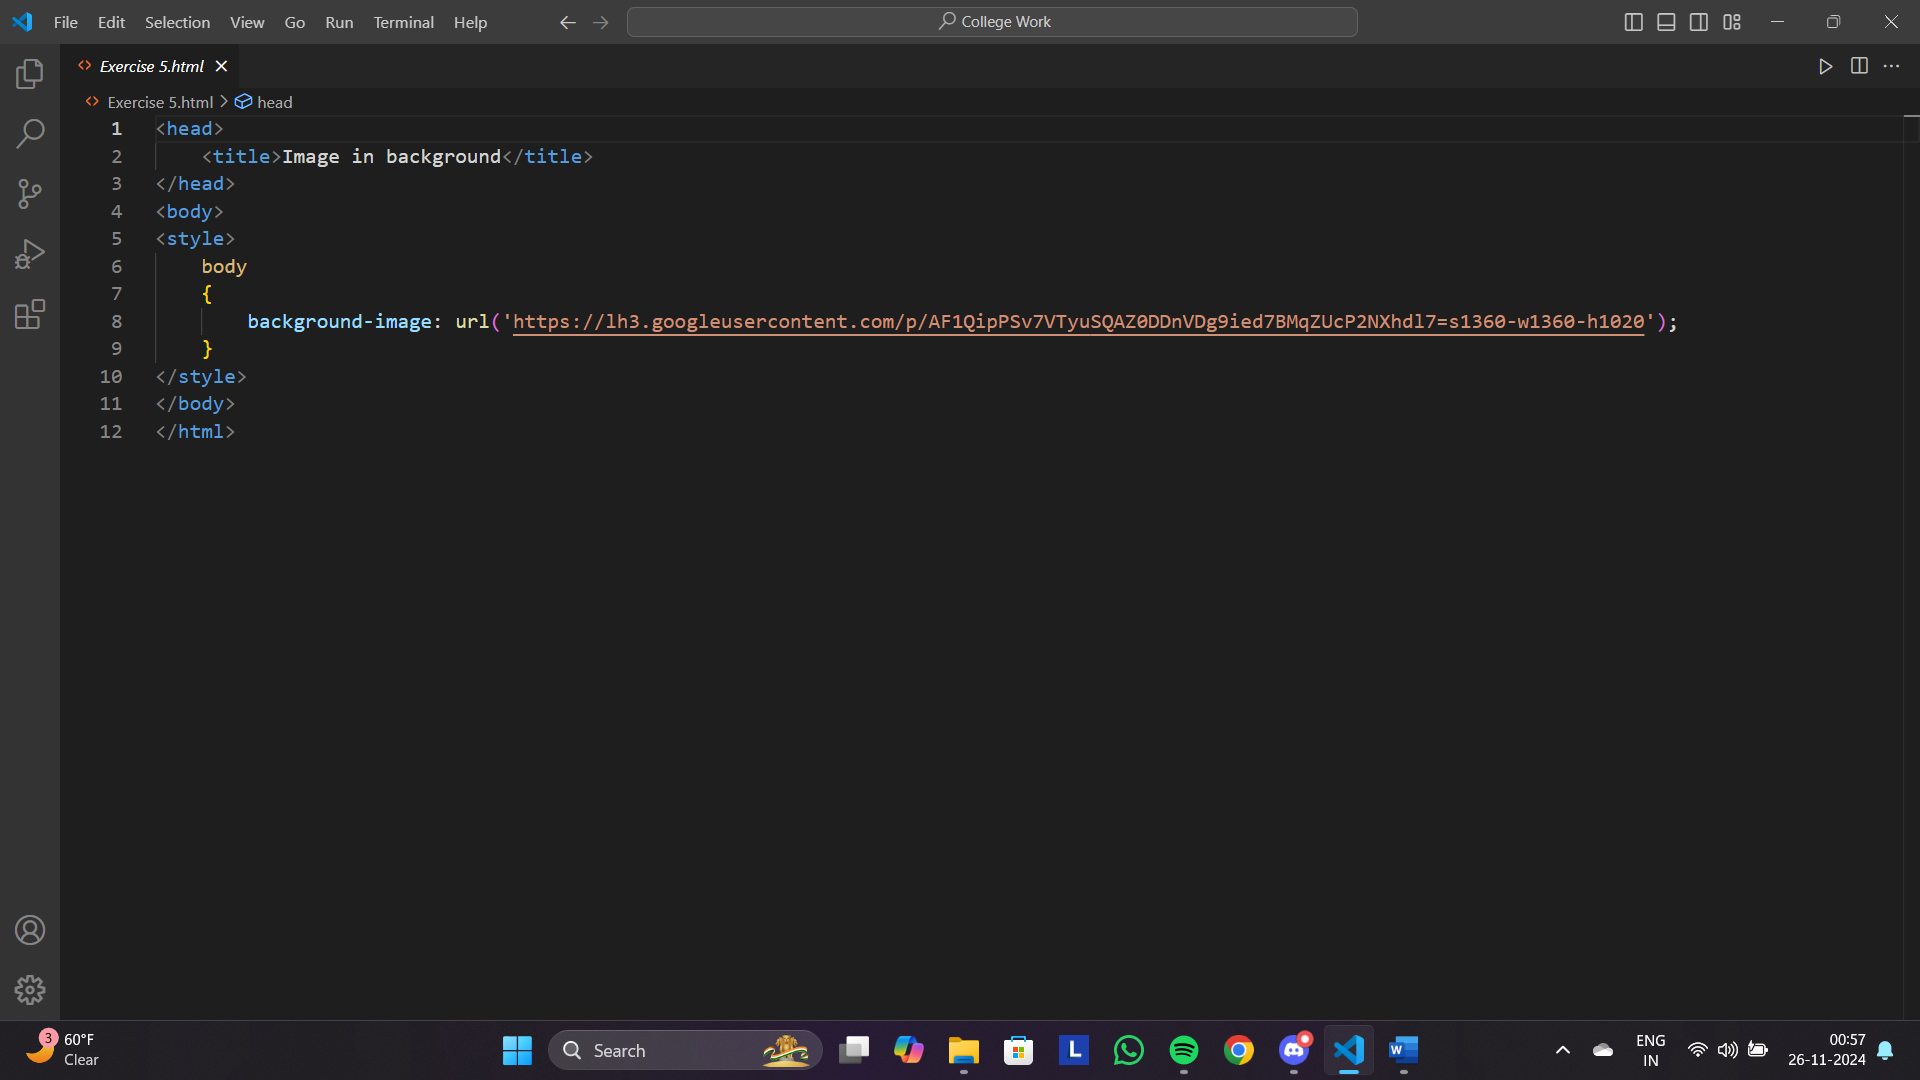 File Edit Selection View Go Run Terminal Help College Work
Exercise 5.html
Exercise 5.html > head
1 <head>
2 <title>Image in background</title>
3 </head>
4 <body>
5 <style>
6 body
7 {
8 background-image: url('https://lh3.googleusercontent.com/p/AF1QipPSv7VTyuSQAZ0DDnVDg9ied7BMqZUcP2NXhdl7=s1360-w1360-h1020');
9 }
10 </style>
11 </body>
12 </html>
3 60°F
Clear
Search
L
W
ENG
IN
00:57
26-11-2024